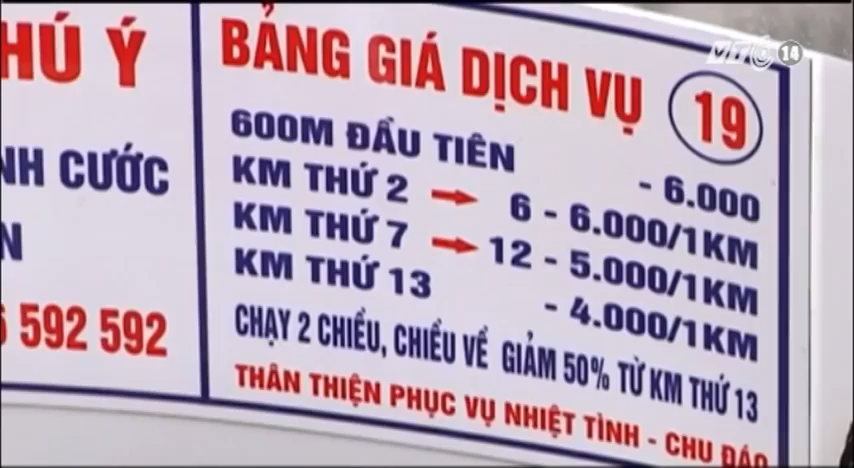 HÚ Ý
NH CƯỚC
N
592 592
BẢNG GIÁ DỊCH VỤ 19
600M ĐẦU TIÊN - 6.000
KM THỨ 2 → 6 - 6.000/1KM
KM THỨ 7 → 12 - 5.000/1KM
KM THỨ 13 - 4.000/1KM
CHẠY 2 CHIỀU, CHIỀU VỀ GIẢM 50% TỪ KM THỨ 13
THÂN THIỆN PHỤC VỤ NHIỆT TÌNH - CHU ĐÁO
14